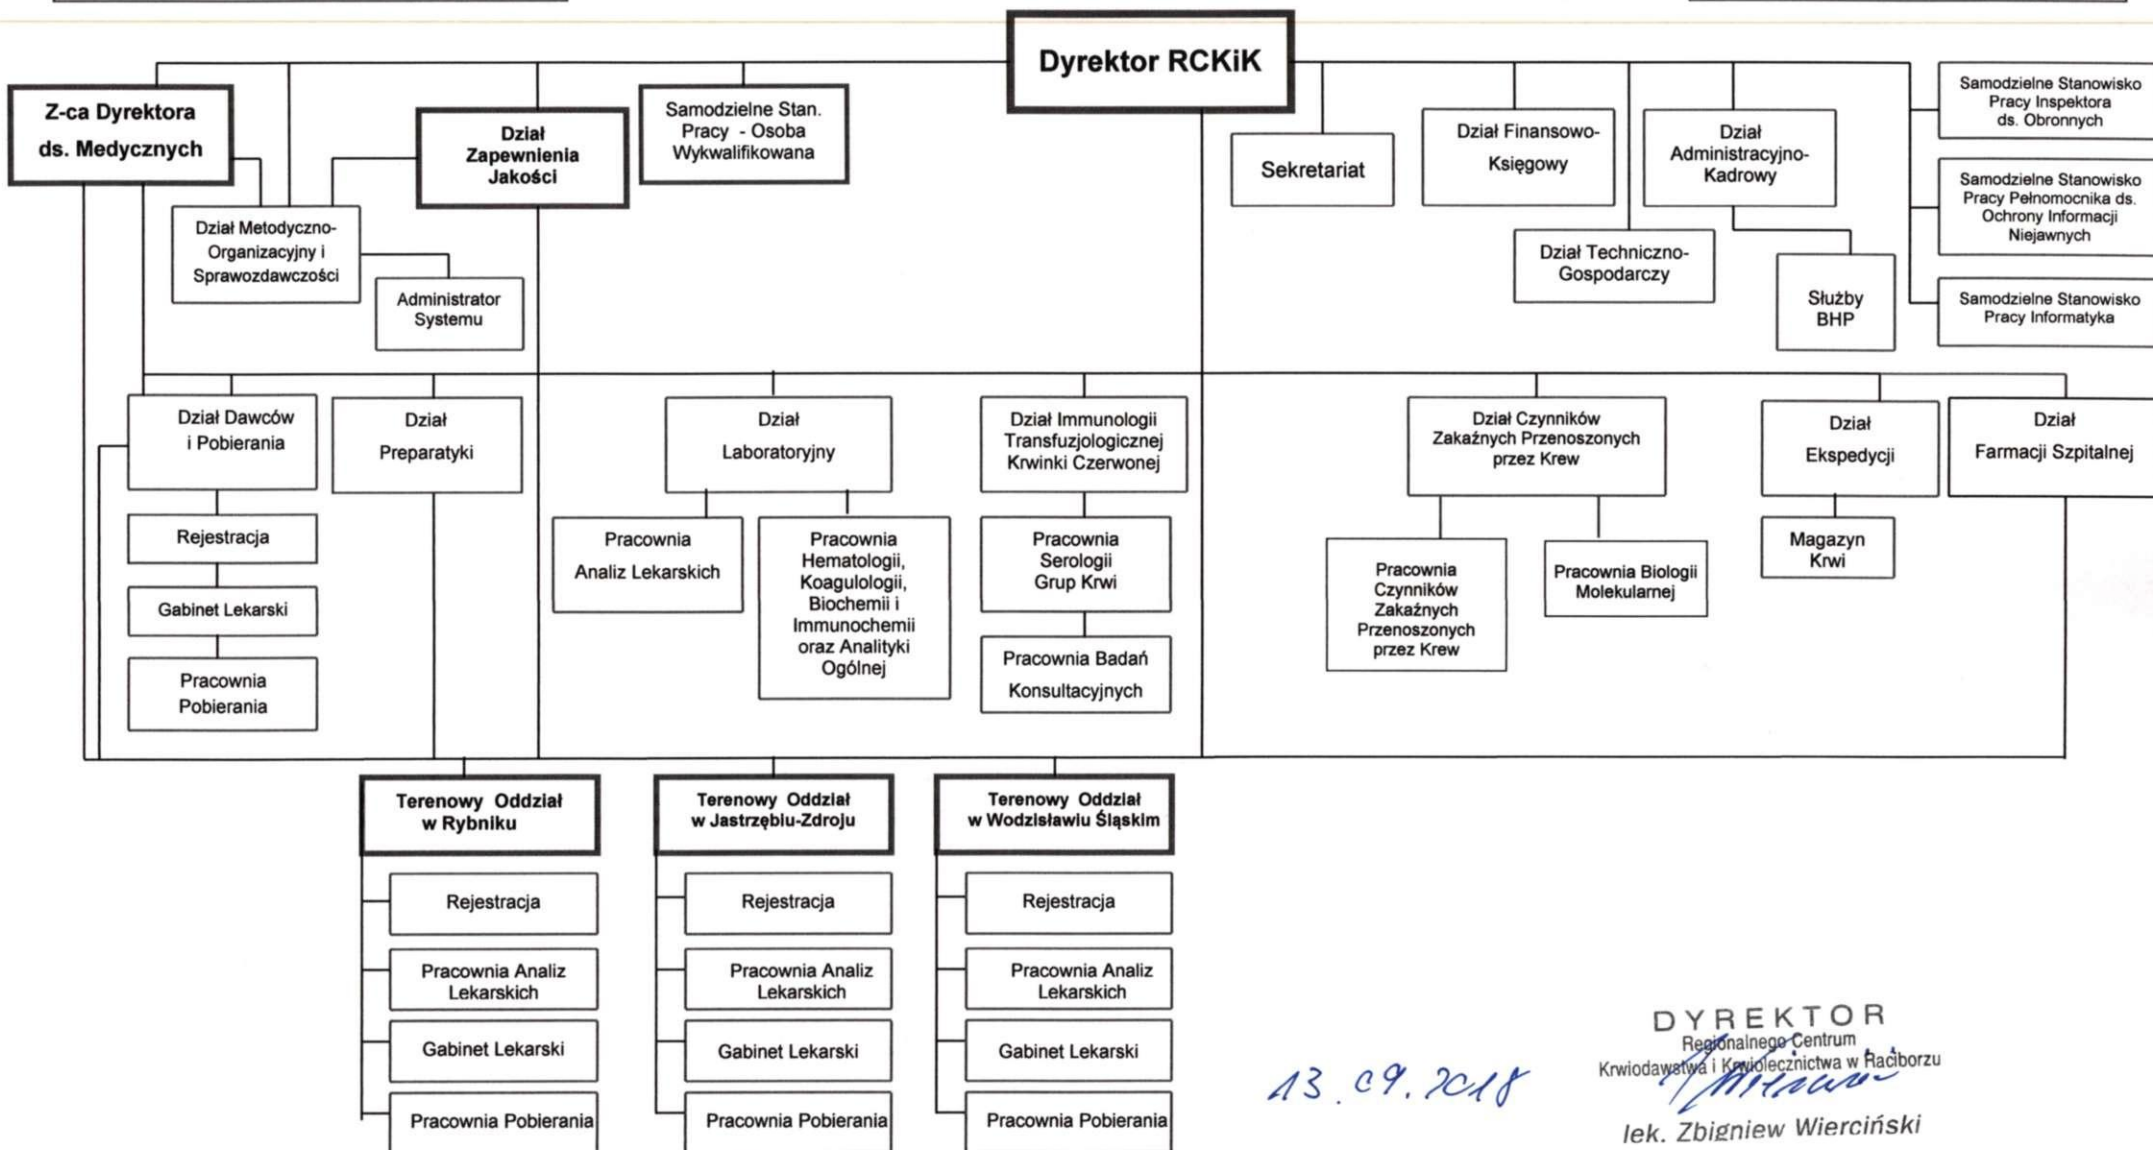 Dyrektor RCKiK
Z-ca Dyrektora
ds. Medycznych
Dział
Zapewnienia
Jakości
Samodzielne Stan.
Pracy - Osoba
Wykwalifikowana
Sekretariat
Dział Finansowo-
Księgowy
Dział
Administracyjno-
Kadrowy
Samodzielne Stanowisko
Pracy Inspektora
ds. Obronnych
Samodzielne Stanowisko
Pracy Pełnomocnika ds.
Ochrony Informacji
Niejawnych
Samodzielne Stanowisko
Pracy Informatyka
Dział Metodyczno-
Organizacyjny i
Sprawozdawczości
Administrator
Systemu
Dział Techniczno-
Gospodarczy
Służby
BHP
Dział Dawców
i Pobierania
Rejestracja
Gabinet Lekarski
Pracownia
Pobierania
Dział
Preparatyki
Dział
Laboratoryjny
Pracownia
Analiz Lekarskich
Pracownia
Hematologii,
Koagulologii,
Biochemii i
Immunochemii
oraz Analityki
Ogólnej
Dział Immunologii
Transfuzjologicznej
Krwinki Czerwonej
Pracownia
Serologii
Grup Krwi
Pracownia Badań
Konsultacyjnych
Dział Czynników
Zakaźnych Przenoszonych
przez Krew
Pracownia
Czynników
Zakaźnych
Przenoszonych
przez Krew
Pracownia Biologii
Molekularnej
Dział
Ekspedycji
Magazyn
Krwi
Dział
Farmacji Szpitalnej
Terenowy Oddział
w Rybniku
Rejestracja
Pracownia Analiz
Lekarskich
Gabinet Lekarski
Pracownia Pobierania
Terenowy Oddział
w Jastrzębiu-Zdroju
Rejestracja
Pracownia Analiz
Lekarskich
Gabinet Lekarski
Pracownia Pobierania
Terenowy Oddział
w Wodzisławiu Śląskim
Rejestracja
Pracownia Analiz
Lekarskich
Gabinet Lekarski
Pracownia Pobierania
13.09.2018
DYREKTOR
Regionalnego Centrum
Krwiodawstwa i Krwiolecznictwa w Raciborzu
lek. Zbigniew Wierciński